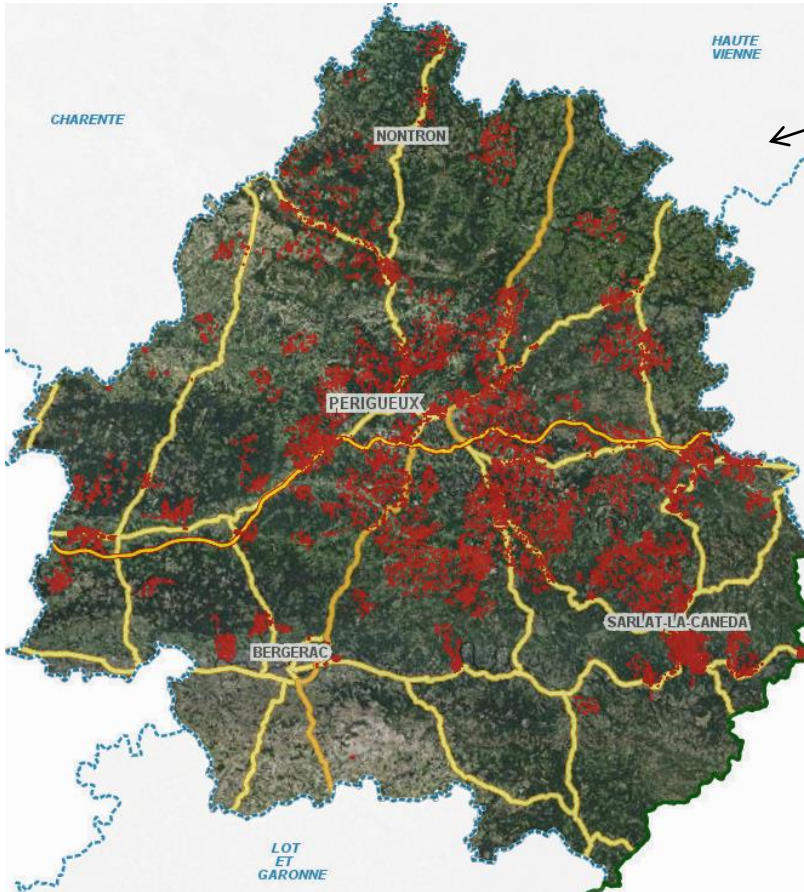 HAUTE
VIENNE
CHARENTE
NONTRON
PERIGUEUX
SARLAT-LA-CANEDA
BERGERAC
LOT
ET
GARONNE